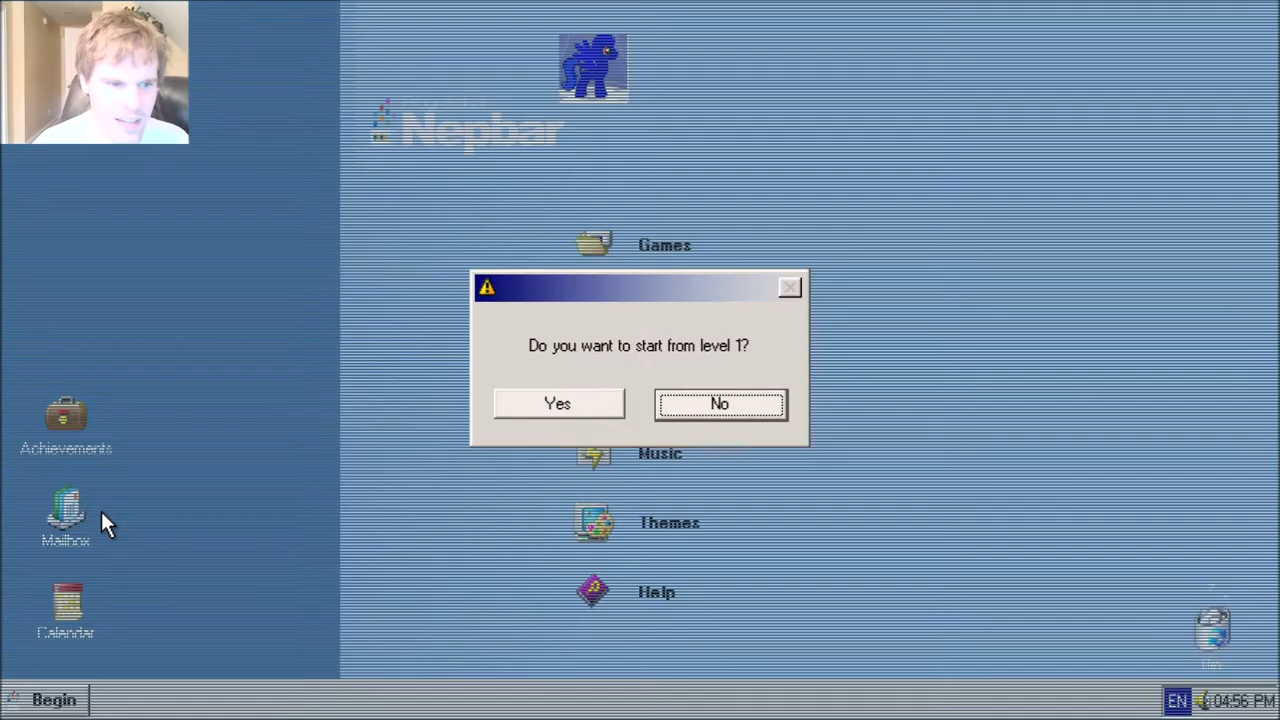 Nepbar
Games
Do you want to start from level 1?
Yes
No
Achievements
Music
Mailbox
Themes
Help
Calendar
Begin
EN
04:56 PM